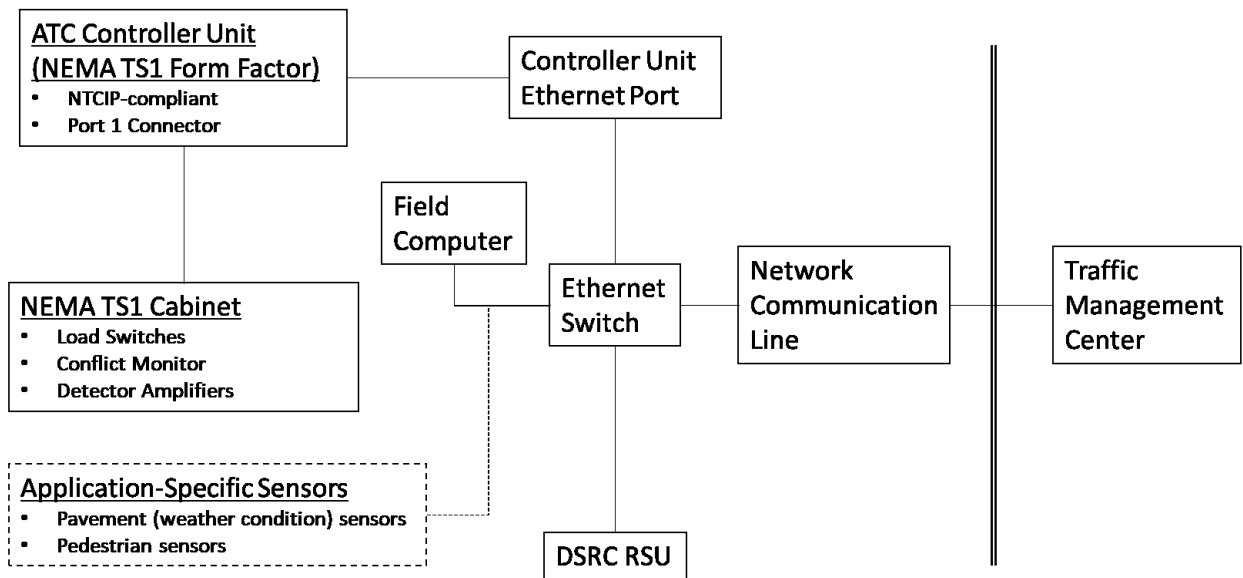 ATC Controller Unit
(NEMA TS1 Form Factor)
▪ NTCIP-compliant
▪ Port 1 Connector
Controller Unit
Ethernet Port
Field
Computer
Ethernet
Switch
Network
Communication
Line
Traffic
Management
Center
NEMA TS1 Cabinet
▪ Load Switches
▪ Conflict Monitor
▪ Detector Amplifiers
Application-Specific Sensors
▪ Pavement (weather condition) sensors
▪ Pedestrian sensors
DSRC RSU